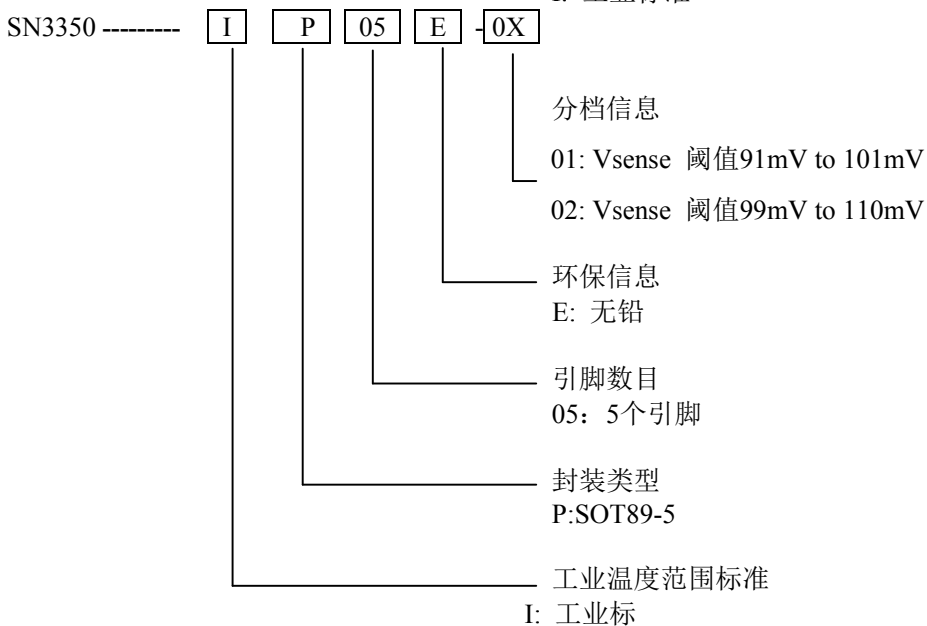 SN3350 --------- I P 05 E -0X
分档信息
01: Vsense 阈值91mV to 101mV
02: Vsense 阈值99mV to 110mV
环保信息
E: 无铅
引脚数目
05：5个引脚
封装类型
P:SOT89-5
工业温度范围标准
I: 工业标